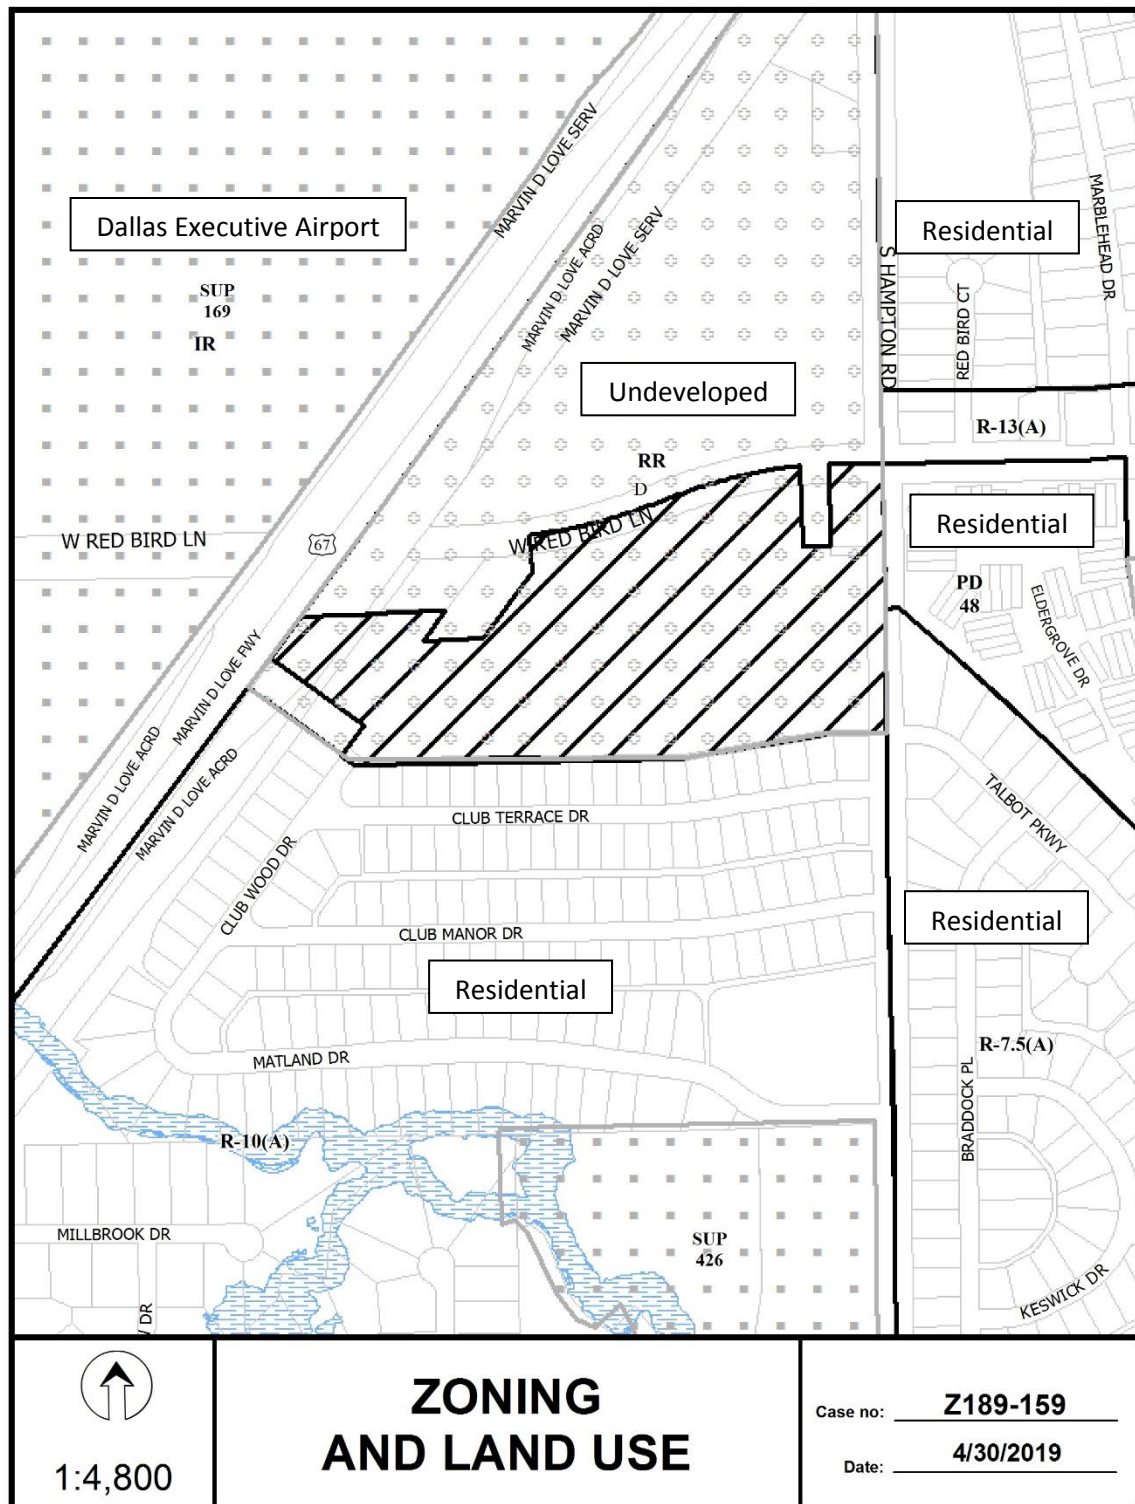 MARVIN D LOVE SERV
Dallas Executive Airport
SUP
169
IR
MARVIN D LOVE ACRD
MARVIN D LOVE SERV
Residential
MARBLEHEAD DR
S HAMPTON RD
RED BIRD CT
Undeveloped
R-13(A)
RR
D
W RED BIRD LN
W RED BIRD LN
67
Residential
PD
48
ELDERGROVE DR
MARVIN D LOVE FWY
MARVIN D LOVE ACRD
MARVIN D LOVE ACRD
TALBOT PKWY
CLUB TERRACE DR
CLUB WOOD DR
CLUB MANOR DR
Residential
Residential
MATLAND DR
R-7.5(A)
BRADDOCK PL
R-10(A)
MILLBROOK DR
SUP
426
KESWICK DR
DR
1:4,800
ZONING
AND LAND USE
Case no: Z189-159
Date: 4/30/2019